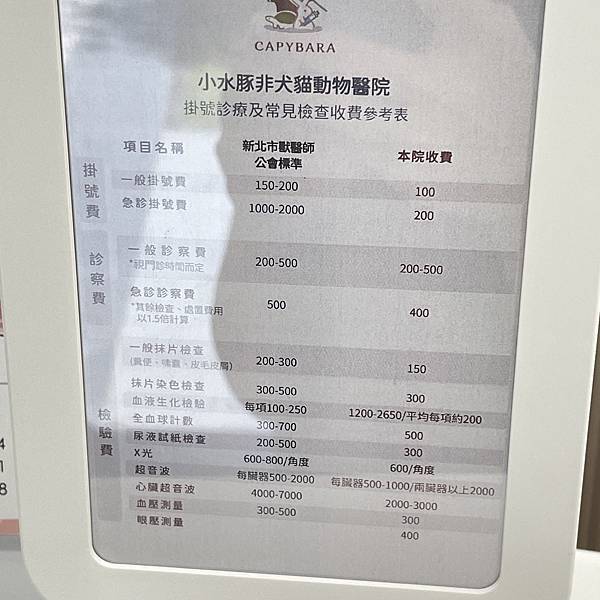 CAPYBARA
小水豚非犬貓動物醫院
掛號診療及常見檢查收費參考表
項目名稱 新北市獸醫師公會標準 本院收費
掛號費
一般掛號費 150-200 100
急診掛號費 1000-2000 200
診察費
一般診察費 200-500 200-500
*視門診時間而定
急診診察費 500 400
*其餘檢查、處置費用
以1.5倍計算
檢驗費
一般抹片檢查 200-300 150
(糞便、嗉囊、皮毛皮屑)
抹片染色檢查 300-500 300
血液生化檢驗 每項100-250 1200-2650/平均每項約200
全血球計數 300-700 500
尿液試紙檢查 200-500 300
X光 600-800/角度 600/角度
超音波 每臟器500-2000 每臟器500-1000/兩臟器以上2000
心臟超音波 4000-7000 2000-3000
血壓測量 300-500 300
眼壓測量 400
4
1
8